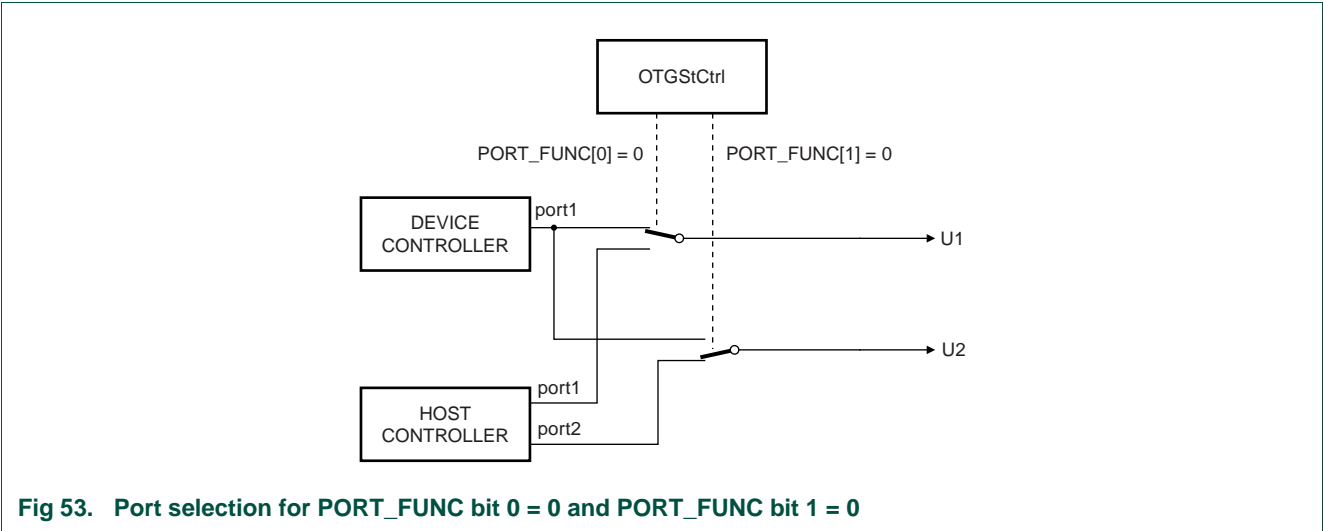 OTGStCtrl
PORT_FUNC[0] = 0
PORT_FUNC[1] = 0
port1
DEVICE
CONTROLLER
U1
U2
port1
HOST
CONTROLLER
port2
Fig 53. Port selection for PORT_FUNC bit 0 = 0 and PORT_FUNC bit 1 = 0